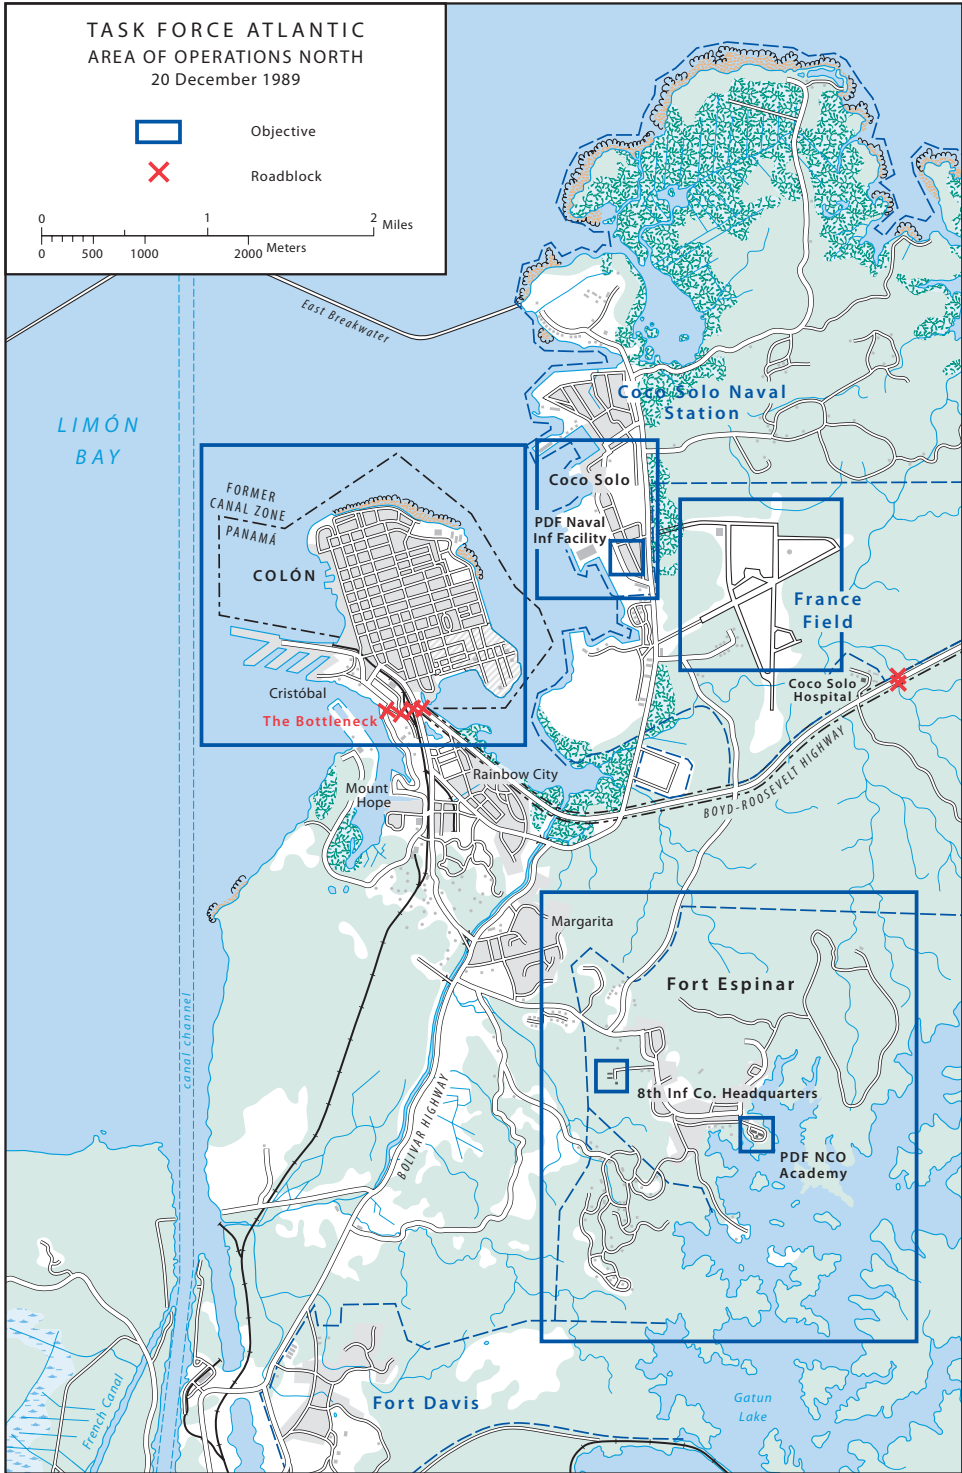 TASK FORCE ATLANTIC
AREA OF OPERATIONS NORTH
20 December 1989
Objective
Roadblock
0 1 2
Miles
0 500 1000 2000 Meters
East Breakwater
LIMÓN
BAY
Coco Solo Naval
Station
FORMER
CANAL ZONE
PANAMÁ
COLÓN
Coco Solo
PDF Naval
Inf Facility
France
Field
Cristóbal
The Bottleneck
Coco Solo
Hospital
BOYD-ROOSEVELT HIGHWAY
Rainbow City
Mount
Hope
Margarita
Fort Espinar
canal channel
BOLIVAR HIGHWAY
8th Inf Co. Headquarters
PDF NCO
Academy
French Canal
Fort Davis
Gatun
Lake